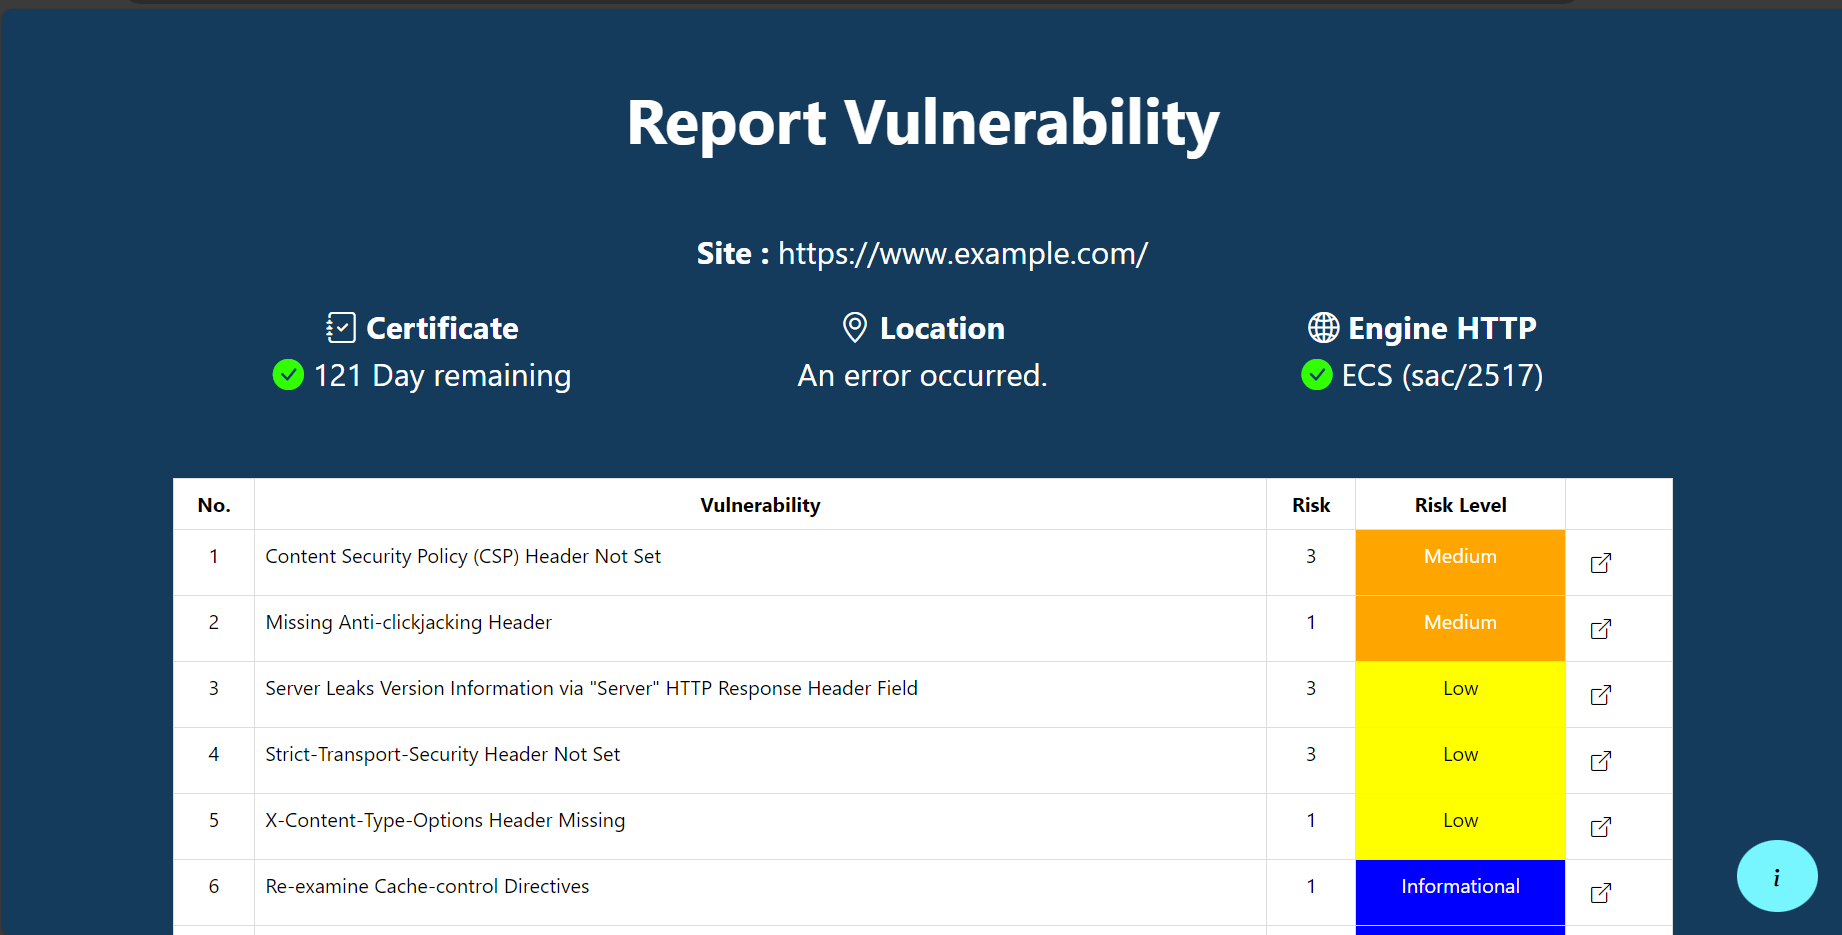 Report Vulnerability
Site : https://www.example.com/
Certificate
121 Day remaining
Location
An error occurred.
Engine HTTP
ECS (sac/2517)
No. Vulnerability Risk Risk Level
1 Content Security Policy (CSP) Header Not Set 3 Medium
2 Missing Anti-clickjacking Header 1 Medium
3 Server Leaks Version Information via "Server" HTTP Response Header Field 3 Low
4 Strict-Transport-Security Header Not Set 3 Low
5 X-Content-Type-Options Header Missing 1 Low
6 Re-examine Cache-control Directives 1 Informational
i